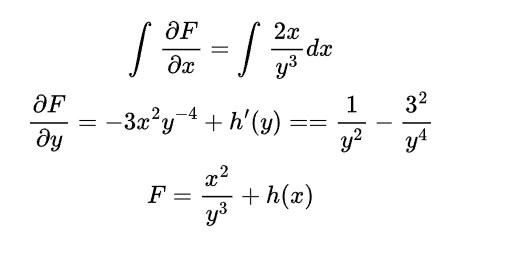 ∫ ∂F/∂x = ∫ 2x/y³ dx
∂F/∂y = −3x²y⁻⁴ + h′(y) == 1/y² − 3²/y⁴
F = x²/y³ + h(x)